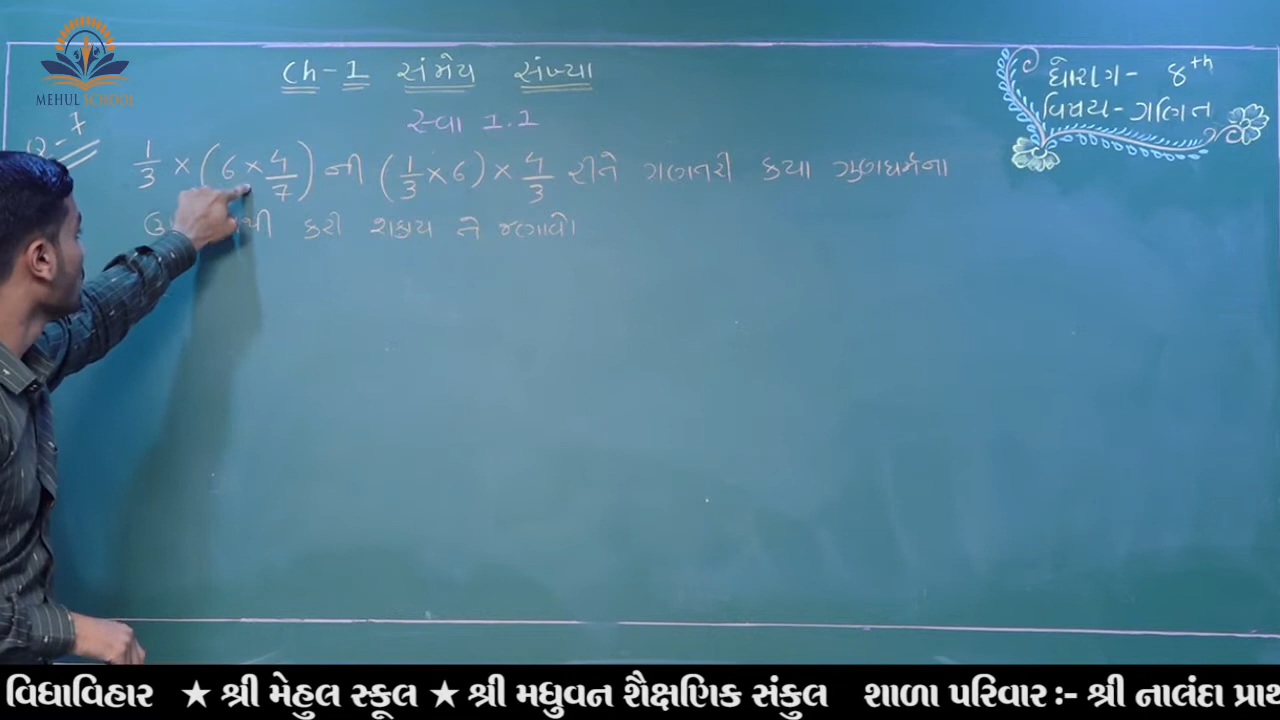 MEHUL SCHOOL
Ch-1 સંમેય સંખ્યા
ધોરણ- ૪th
વિષય- ગણિત
સ્વા 1.1
Q-7
1/3 × (6 × 4/7) ની (1/3 × 6) × 4/3 રીતે ગણતરી કયા ગુણધર્મના
કરી શકાય તે જણાવો
વિધાવિહાર ★ શ્રી મેહુલ સ્કૂલ ★ શ્રી મધુવન શૈક્ષણિક સંકુલ શાળા પરિવાર :- શ્રી નાલંદા